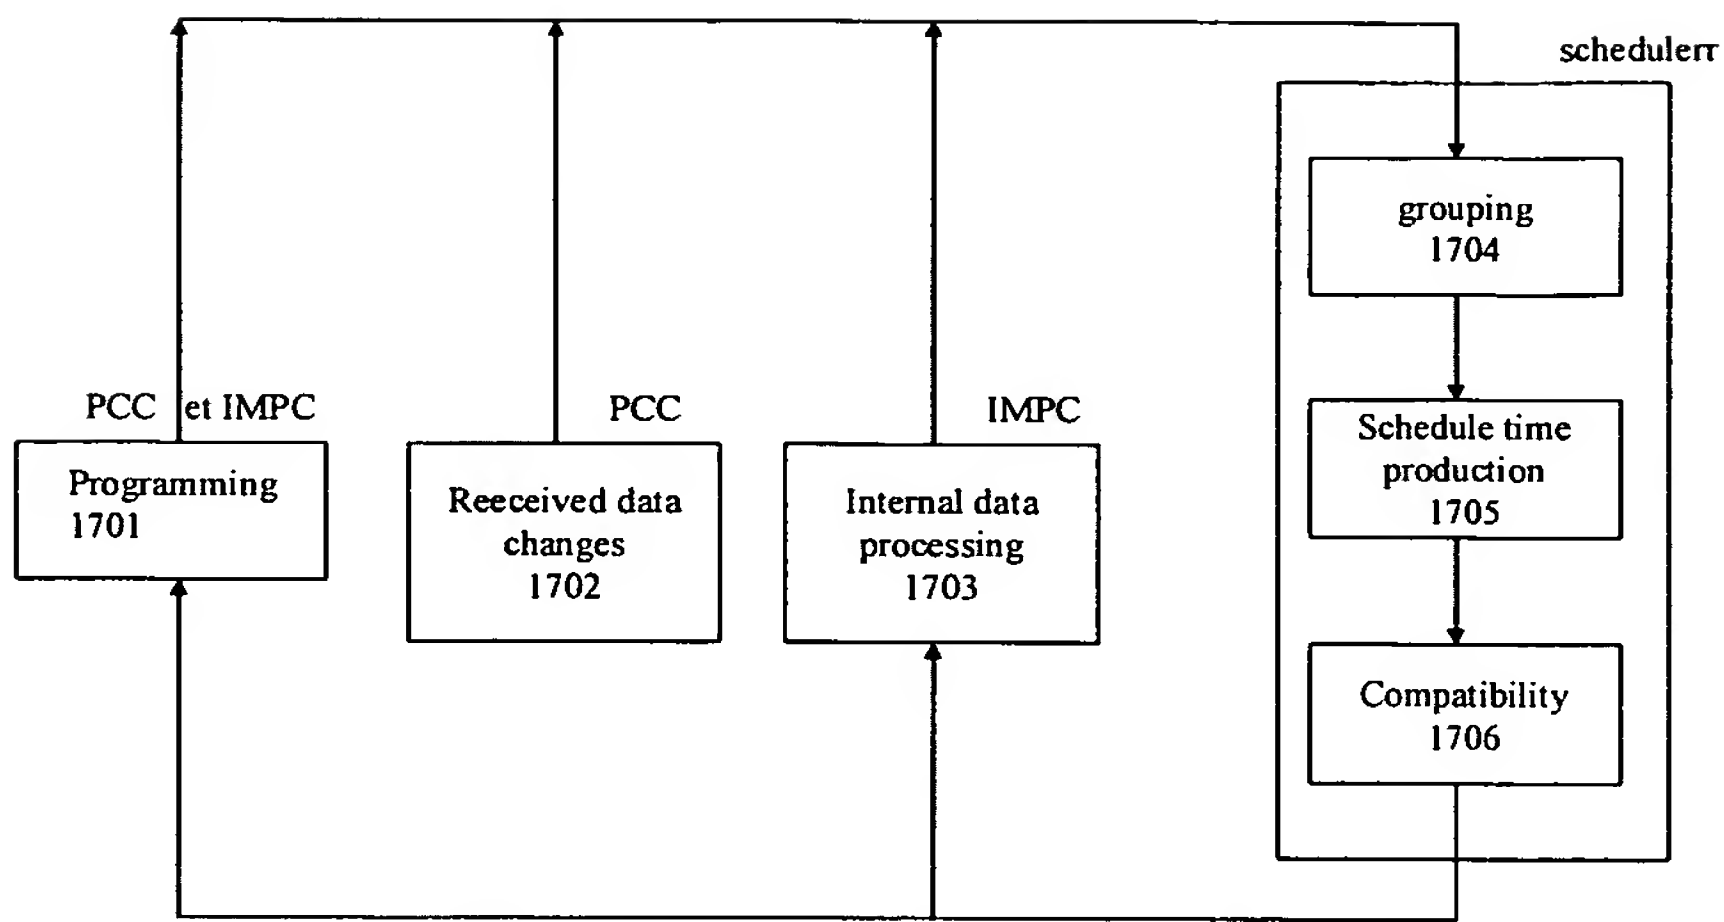 schedulerr
grouping
1704
PCC et IMPC
PCC
IMPC
Programming
1701
Reeceived data
changes
1702
Internal data
processing
1703
Schedule time
production
1705
Compatibility
1706